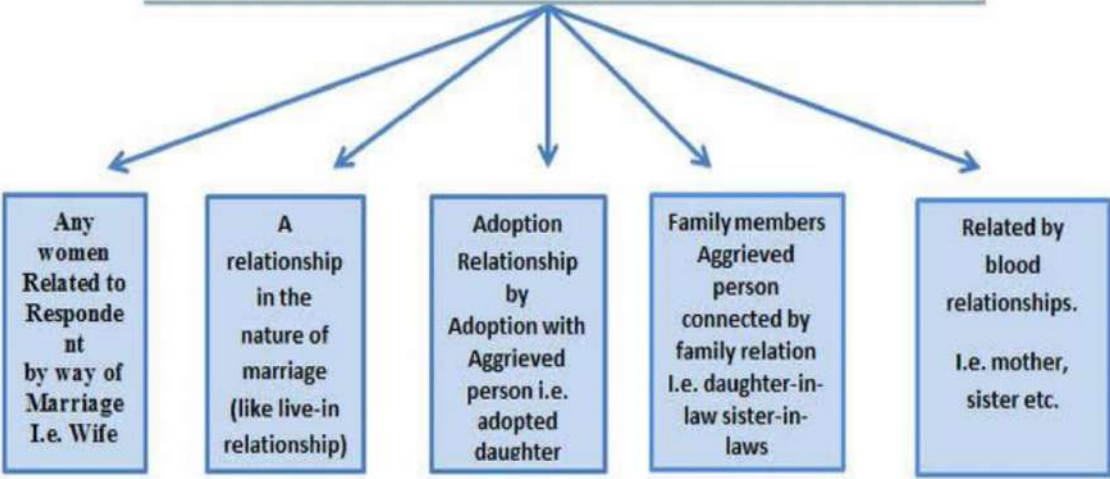 Any
women
Related to
Responde
nt
by way of
Marriage
I.e. Wife
A
relationship
in the
nature of
marriage
(like live-in
relationship)
Adoption
Relationship
by
Adoption with
Aggrieved
person i.e.
adopted
daughter
Family members
Aggrieved
person
connected by
family relation
I.e. daughter-in-
law sister-in-
laws
Related by
blood
relationships.
I.e. mother,
sister etc.